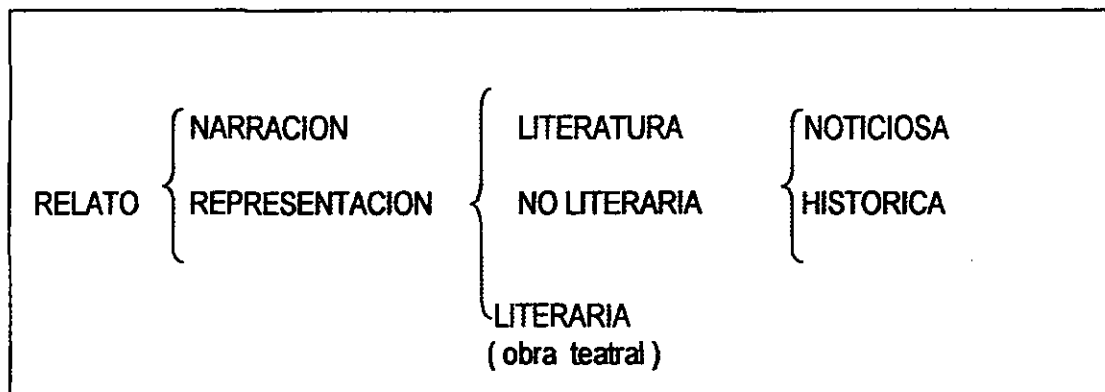 NARRACION LITERATURA NOTICIOSA
RELATO REPRESENTACION NO LITERARIA HISTORICA
LITERARIA
( obra teatral )